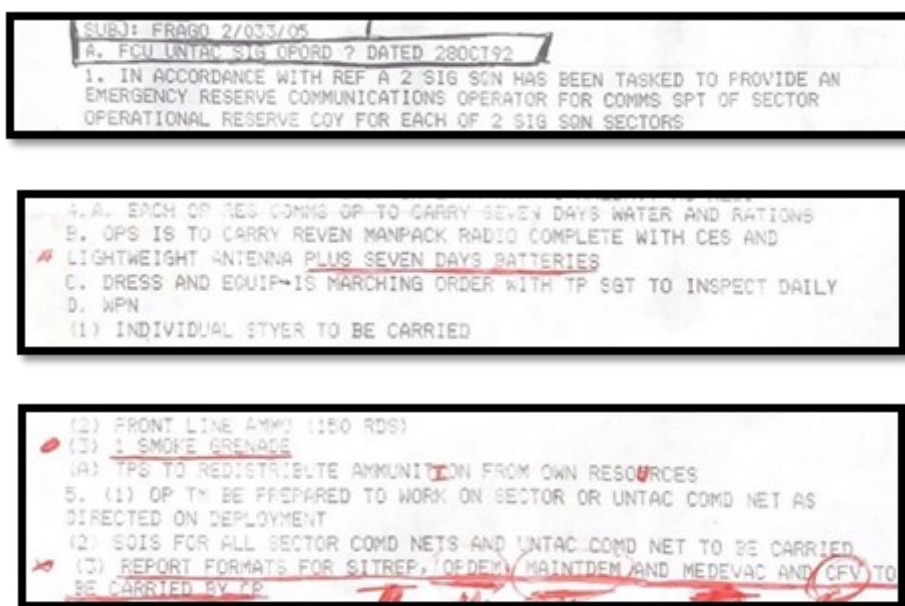 SUBJ: FRAGO 2/033/05
A. FCU UNTAC SIG OPORD ? DATED 28OCT92
1. IN ACCORDANCE WITH REF A 2 SIG SQN HAS BEEN TASKED TO PROVIDE AN
EMERGENCY RESERVE COMMUNICATIONS OPERATOR FOR COMMS SPT OF SECTOR
OPERATIONAL RESERVE COY FOR EACH OF 2 SIG SQN SECTORS
A. EACH OP RES COMMS OP TO CARRY SEVEN DAYS WATER AND RATIONS
B. OPS IS TO CARRY REVEN MANPACK RADIO COMPLETE WITH CES AND
LIGHTWEIGHT ANTENNA PLUS SEVEN DAYS BATTERIES
C. DRESS AND EQUIP IS MARCHING ORDER WITH TP SGT TO INSPECT DAILY
D. WPN
(1) INDIVIDUAL STYER TO BE CARRIED
(2) FRONT LINE AMMO (150 RDS)
(3) 1 SMOKE GRENADE
(A) TPS TO REDISTRIBUTE AMMUNITION FROM OWN RESOURCES
5. (1) OP TM BE PREPARED TO WORK ON SECTOR OR UNTAC COMD NET AS
DIRECTED ON DEPLOYMENT
(2) SOIS FOR ALL SECTOR COMD NETS AND UNTAC COMD NET TO BE CARRIED
(3) REPORT FORMATS FOR SITREP, OPDEM, MAINTDEM AND MEDEVAC AND CFV TO
BE CARRIED BY